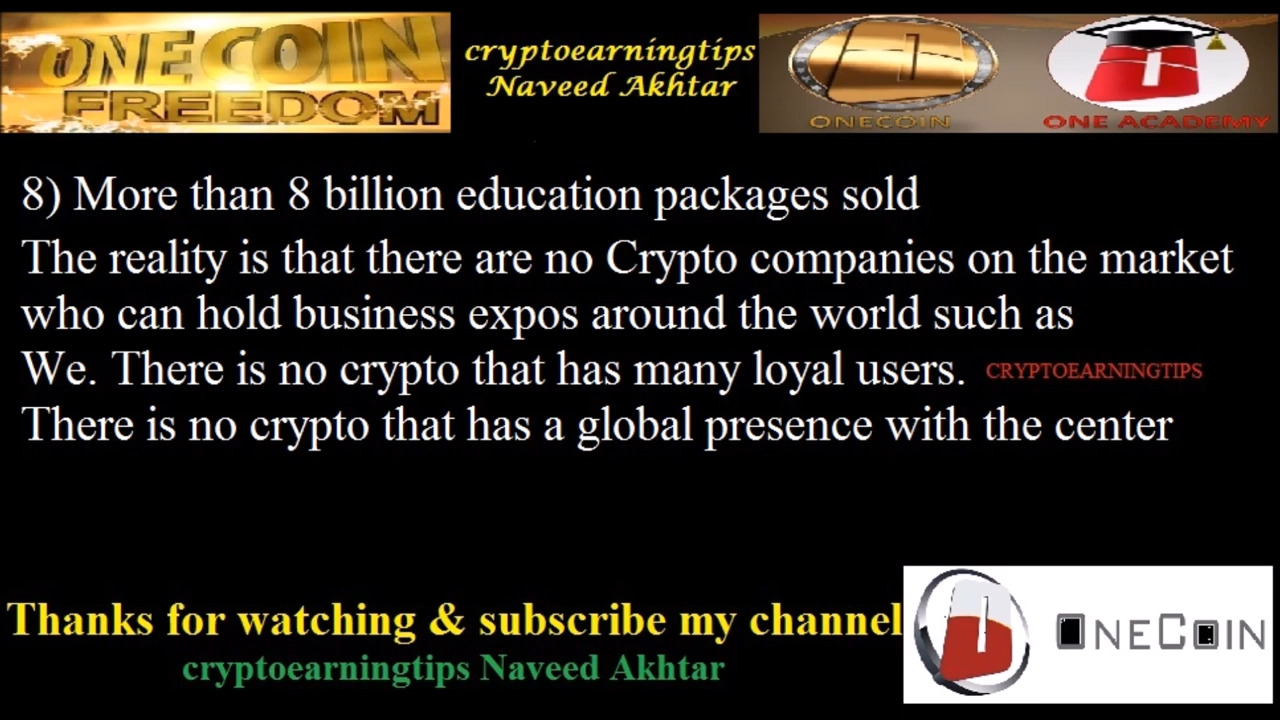 ONE COIN
FREEDOM
cryptoearningtips
Naveed Akhtar
ONECOIN
ONE ACADEMY
8) More than 8 billion education packages sold
The reality is that there are no Crypto companies on the market
who can hold business expos around the world such as
We. There is no crypto that has many loyal users. CRYPTOEARNINGTIPS
There is no crypto that has a global presence with the center
Thanks for watching & subscribe my channel
cryptoearningtips Naveed Akhtar
ONECOIN